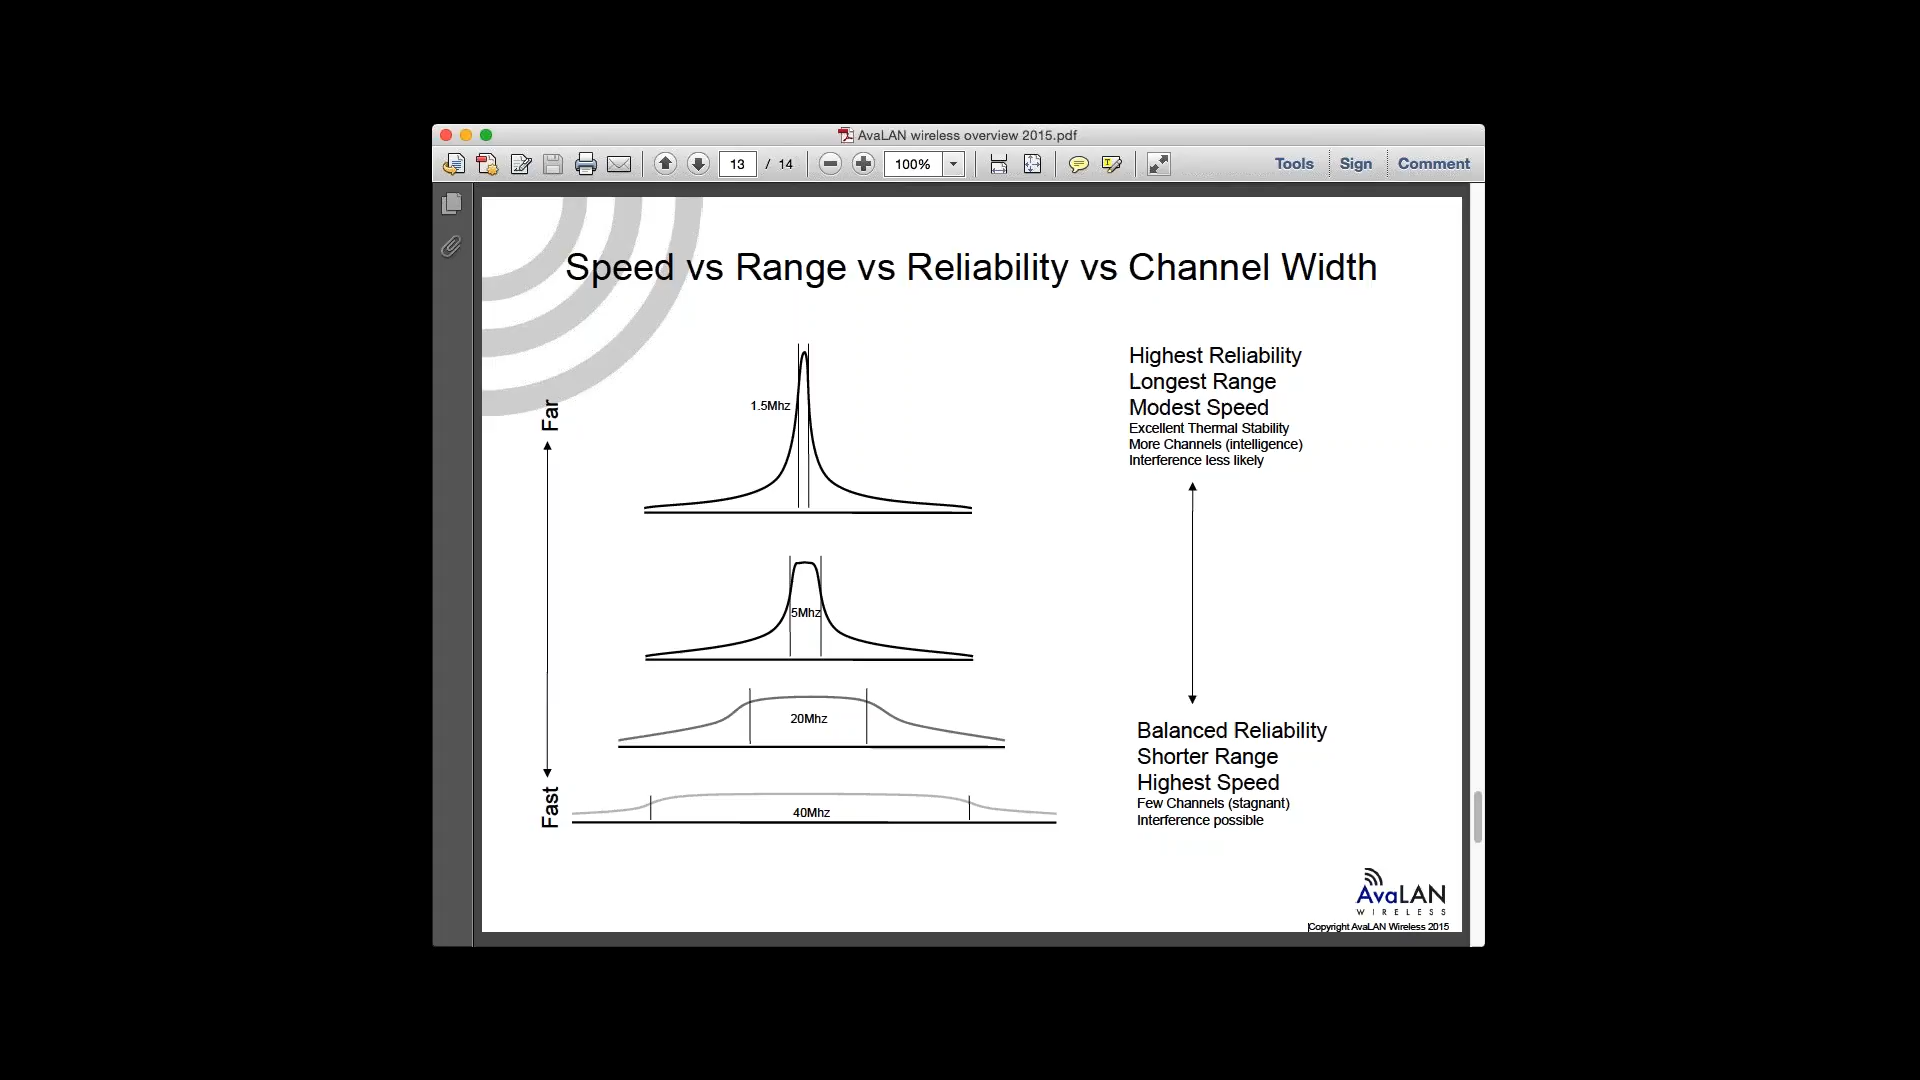 AvaLAN wireless overview 2015.pdf
13 / 14
100%
Tools
Sign
Comment
Speed vs Range vs Reliability vs Channel Width
Far
Fast
1.5Mhz
5Mhz
20Mhz
40Mhz
Highest Reliability
Longest Range
Modest Speed
Excellent Thermal Stability
More Channels (intelligence)
Interference less likely
Balanced Reliability
Shorter Range
Highest Speed
Few Channels (stagnant)
Interference possible
AvaLAN
WIRELESS
Copyright AvaLAN Wireless 2015